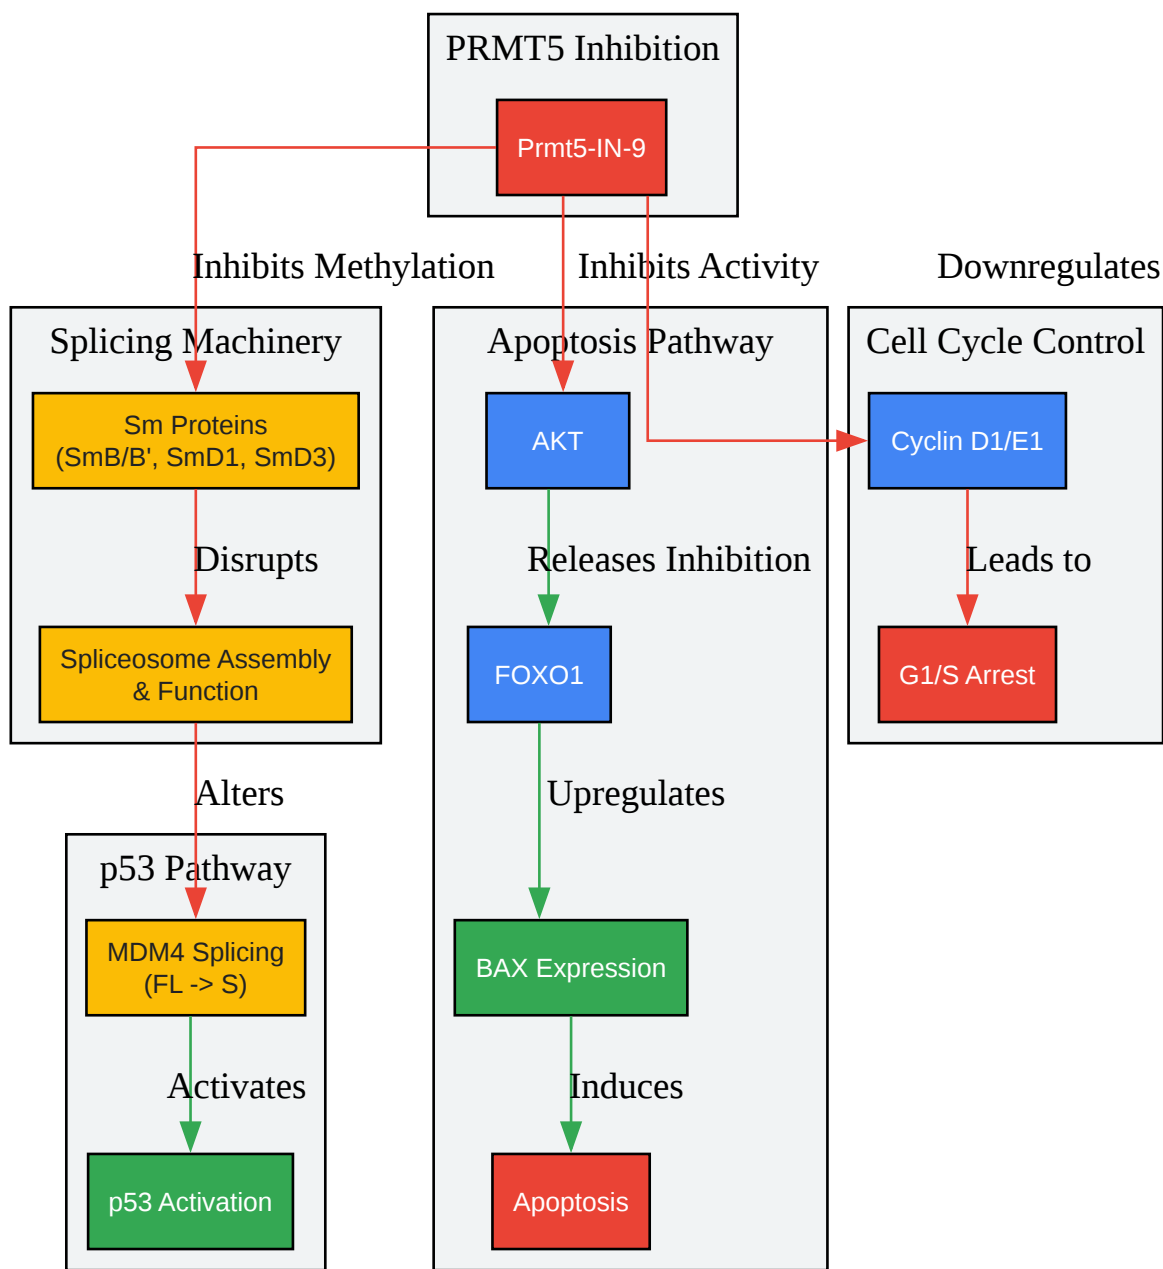 PRMT5 Inhibition
Prmt5-IN-9
Inhibits Methylation
Inhibits Activity
Downregulates
Splicing Machinery
Sm Proteins
(SmB/B', SmD1, SmD3)
Disrupts
Spliceosome Assembly
& Function
Alters
p53 Pathway
MDM4 Splicing
(FL -> S)
Activates
p53 Activation
Apoptosis Pathway
AKT
Releases Inhibition
FOXO1
Upregulates
BAX Expression
Induces
Apoptosis
Cell Cycle Control
Cyclin D1/E1
Leads to
G1/S Arrest